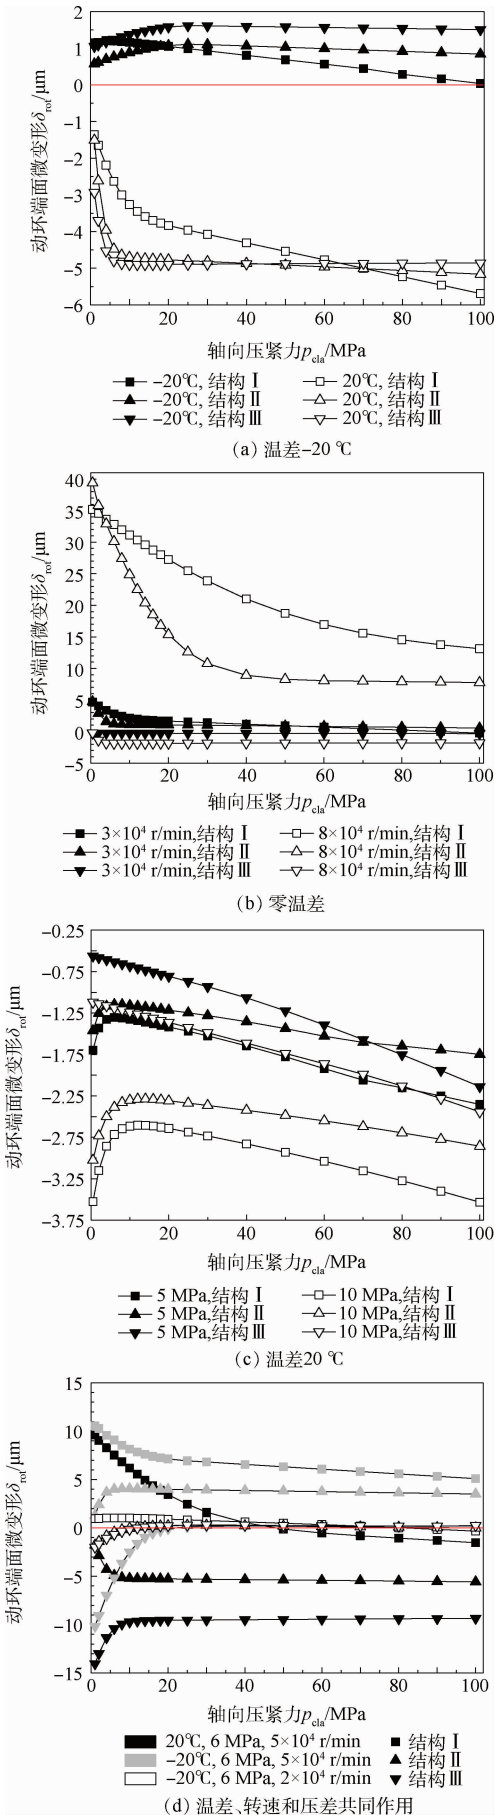 动环端面微变形δrot/μm
2
1
0
−1
−2
−3
−4
−5
−6
0 20 40 60 80 100
轴向压紧力pcla/MPa
−20℃, 结构Ⅰ 20℃, 结构Ⅰ
−20℃, 结构Ⅱ 20℃, 结构Ⅱ
−20℃, 结构Ⅲ 20℃, 结构Ⅲ
(a) 温差−20 ℃
动环端面微变形δrot/μm
40
35
30
25
20
15
10
5
0
−5
0 20 40 60 80 100
轴向压紧力pcla/MPa
3×10⁴ r/min,结构Ⅰ 8×10⁴ r/min,结构Ⅰ
3×10⁴ r/min,结构Ⅱ 8×10⁴ r/min,结构Ⅱ
3×10⁴ r/min,结构Ⅲ 8×10⁴ r/min,结构Ⅲ
(b) 零温差
动环端面微变形δrot/μm
−0.25
−0.75
−1.25
−1.75
−2.25
−2.75
−3.25
−3.75
0 20 40 60 80 100
轴向压紧力pcla/MPa
5 MPa,结构Ⅰ 10 MPa,结构Ⅰ
5 MPa,结构Ⅱ 10 MPa,结构Ⅱ
5 MPa,结构Ⅲ 10 MPa,结构Ⅲ
(c) 温差20 ℃
动环端面微变形δrot/μm
15
10
5
0
−5
−10
−15
0 20 40 60 80 100
轴向压紧力pcla/MPa
20℃, 6 MPa, 5×10⁴ r/min 结构Ⅰ
−20℃, 6 MPa, 5×10⁴ r/min 结构Ⅱ
−20℃, 6 MPa, 2×10⁴ r/min 结构Ⅲ
(d) 温差、转速和压差共同作用